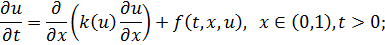 ∂u/∂t = ∂/∂x (k(u) ∂u/∂x) + f(t, x, u), x ∈ (0,1), t > 0;